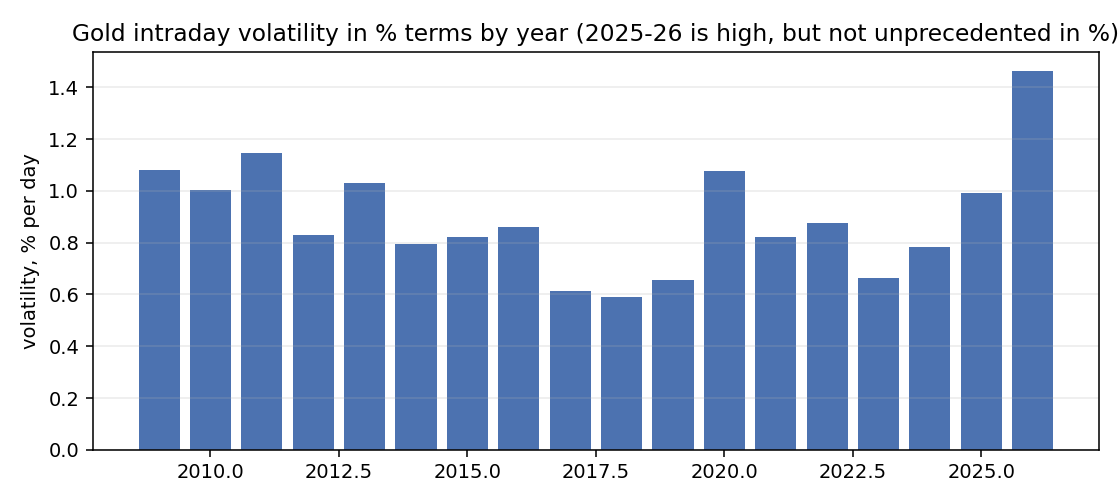 Gold intraday volatility in % terms by year (2025-26 is high, but not unprecedented in %)
volatility, % per day
1.4
1.2
1.0
0.8
0.6
0.4
0.2
0.0
2010.0 2012.5 2015.0 2017.5 2020.0 2022.5 2025.0